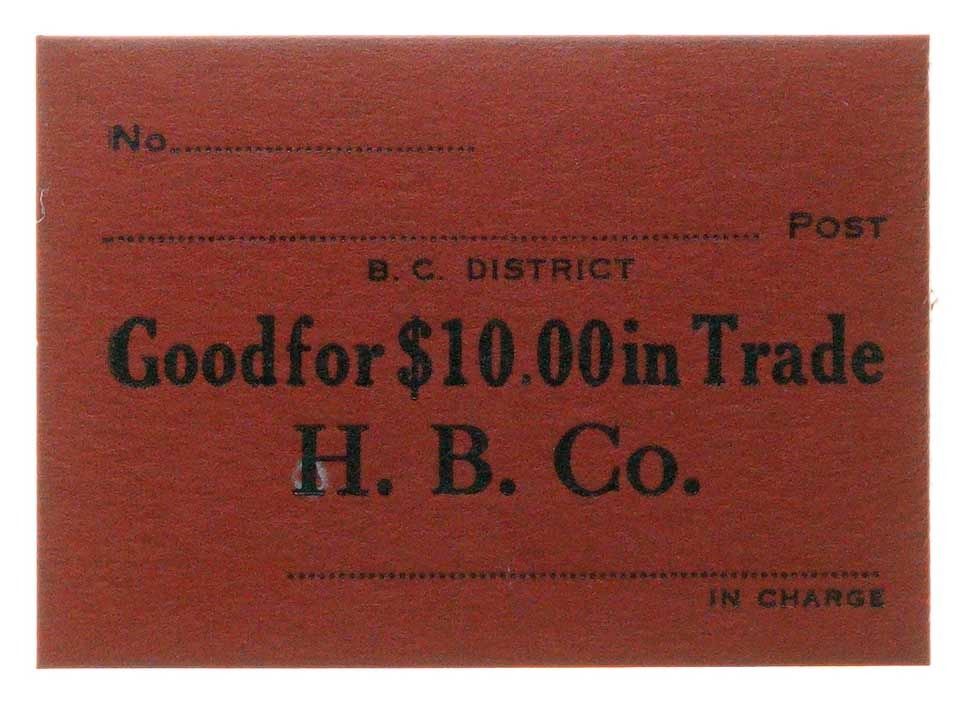 No..............................
.............................. POST
B. C. DISTRICT
Good for $10.00 in Trade
H. B. Co.
..............................
IN CHARGE